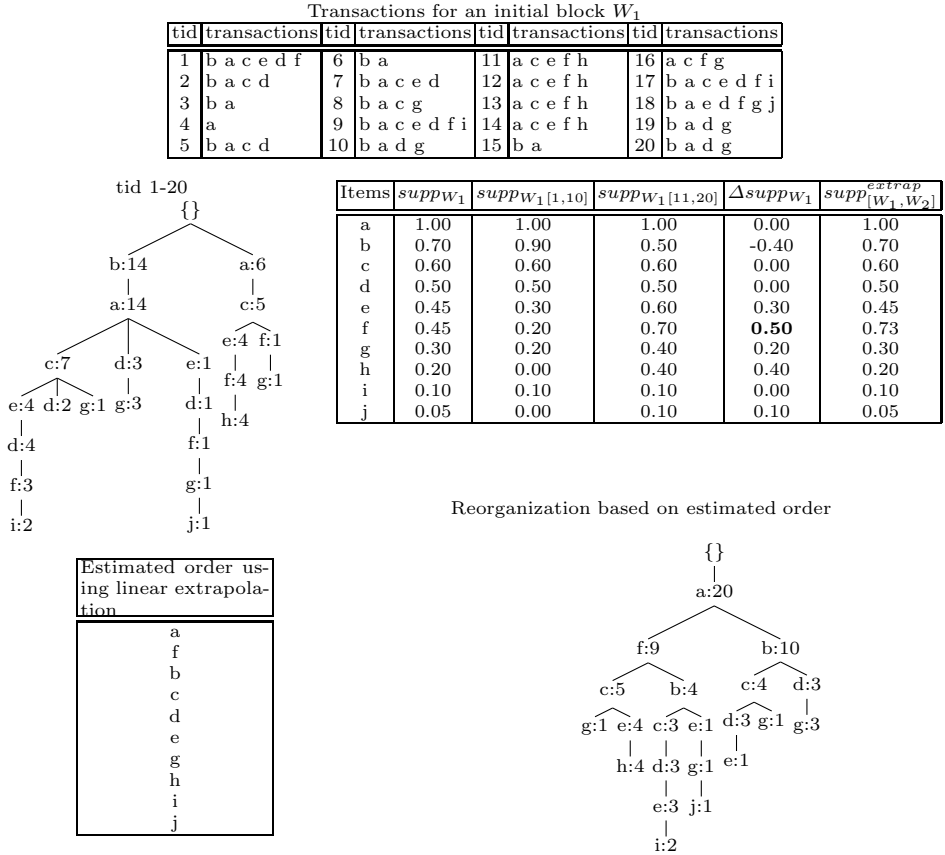 Transactions for an initial block W1
tid transactions tid transactions tid transactions tid transactions
1 b a c e d f 6 b a 11 a c e f h 16 a c f g
2 b a c d 7 b a c e d 12 a c e f h 17 b a c e d f i
3 b a 8 b a c g 13 a c e f h 18 b a e d f g j
4 a 9 b a c e d f i 14 a c e f h 19 b a d g
5 b a c d 10 b a d g 15 b a 20 b a d g
tid 1-20
{}
b:14 a:6
a:14 c:5
e:4 f:1
c:7 d:3 e:1
f:4 g:1
e:4 d:2 g:1 g:3 d:1
h:4
d:4 f:1
f:3 g:1
i:2 j:1
Items suppW1 suppW1[1,10] suppW1[11,20] ΔsuppW1 supp[W1,W2]extrap
a 1.00 1.00 1.00 0.00 1.00
b 0.70 0.90 0.50 -0.40 0.70
c 0.60 0.60 0.60 0.00 0.60
d 0.50 0.50 0.50 0.00 0.50
e 0.45 0.30 0.60 0.30 0.45
f 0.45 0.20 0.70 0.50 0.73
g 0.30 0.20 0.40 0.20 0.30
h 0.20 0.00 0.40 0.40 0.20
i 0.10 0.10 0.10 0.00 0.10
j 0.05 0.00 0.10 0.10 0.05
Estimated order us-
ing linear extrapola-
tion
a
f
b
c
d
e
g
h
i
j
Reorganization based on estimated order
{}
a:20
f:9 b:10
c:5 b:4 c:4 d:3
g:1 e:4 c:3 e:1 d:3 g:1 g:3
h:4 d:3 g:1 e:1
e:3 j:1
i:2